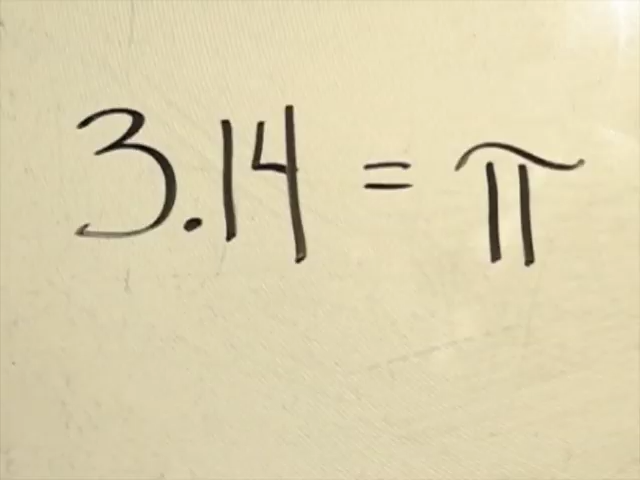 3.14 = π